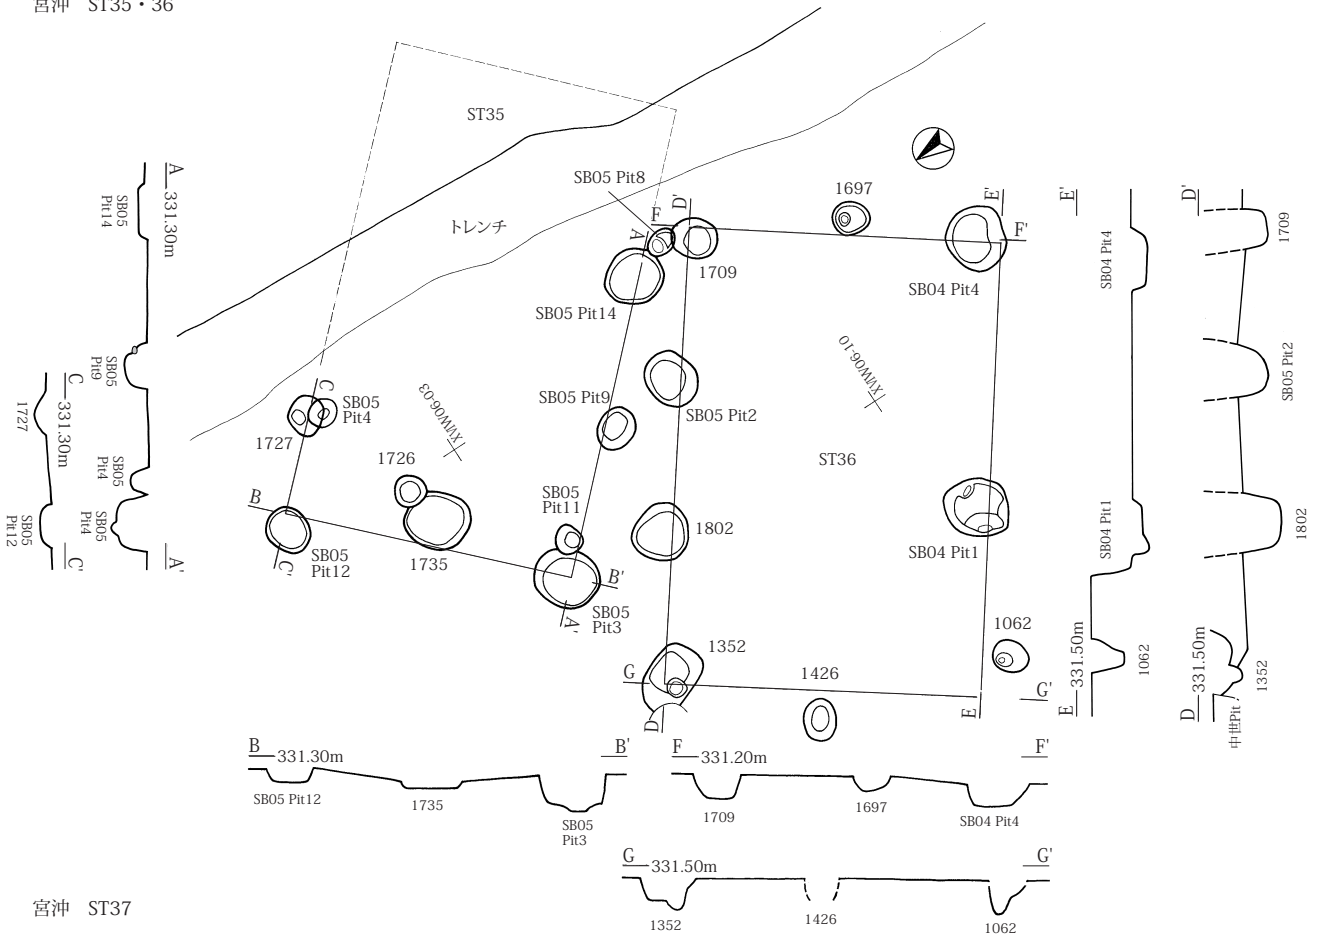 宮沖　ST35・36
ST35
トレンチ
SB05 Pit8
F
D'
A
1709
SB05 Pit14
1697
E'
F'
SB04 Pit4
SB05 Pit9
SB05 Pit2
XVIW06-10
XVIW06-03
C
SB05
Pit4
1727
1726
B
SB05
Pit12
C'
1735
SB05
Pit11
B'
SB05
Pit3
A'
1802
ST36
SB04 Pit1
1062
G
1352
1426
G'
D
E
A
331.30m
SB05
Pit14
SB05
Pit9
SB05
Pit4
SB05
Pit4
A'
C
331.30m
1727
SB05
Pit12
C'
E'
SB04 Pit4
SB04 Pit1
331.50m
E
1062
D'
1709
SB05 Pit2
1802
331.50m
D
1352
中世Pit
B
331.30m
B'
SB05 Pit12
1735
SB05
Pit3
F
331.20m
F'
1709
1697
SB04 Pit4
G
331.50m
G'
1352
1426
1062
宮沖　ST37